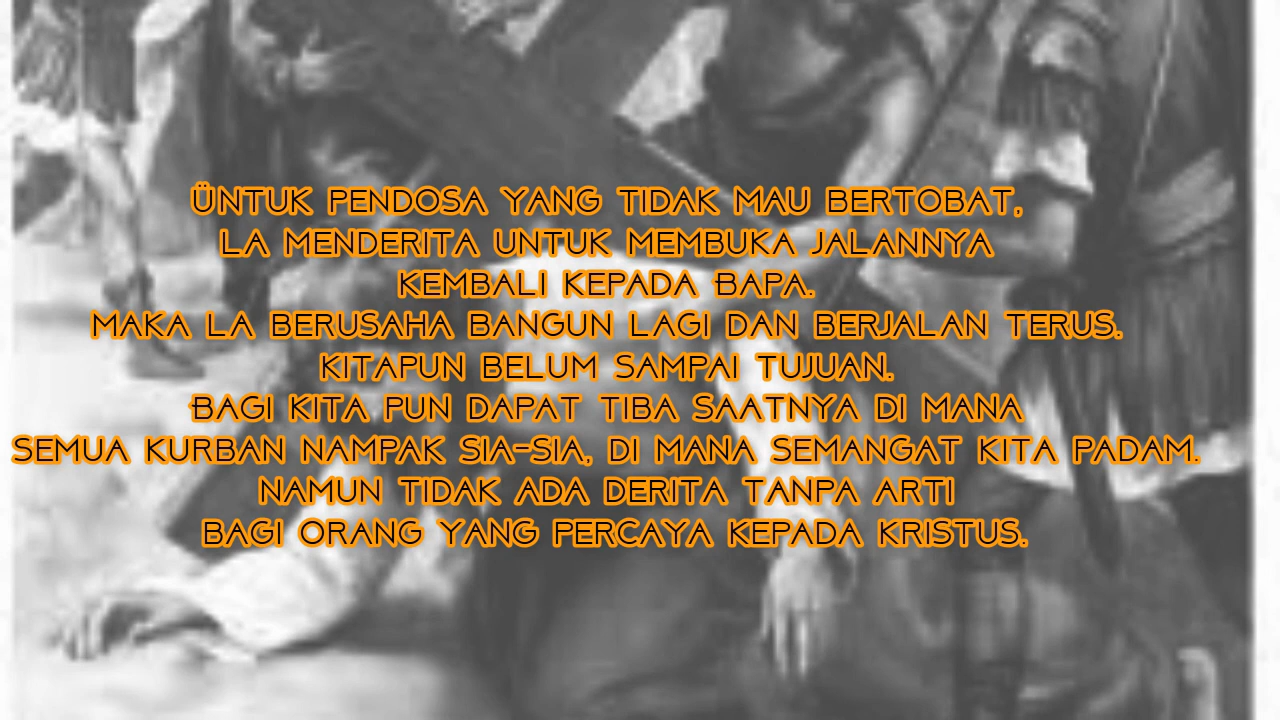 ÜNTUK PENDOSA YANG TIDAK MAU BERTOBAT,
LA MENDERITA UNTUK MEMBUKA JALANNYA
KEMBALI KEPADA BAPA.
MAKA LA BERUSAHA BANGUN LAGI DAN BERJALAN TERUS.
KITAPUN BELUM SAMPAI TUJUAN.
BAGI KITA PUN DAPAT TIBA SAATNYA DI MANA
SEMUA KURBAN NAMPAK SIA-SIA, DI MANA SEMANGAT KITA PADAM.
NAMUN TIDAK ADA DERITA TANPA ARTI
BAGI ORANG YANG PERCAYA KEPADA KRISTUS.